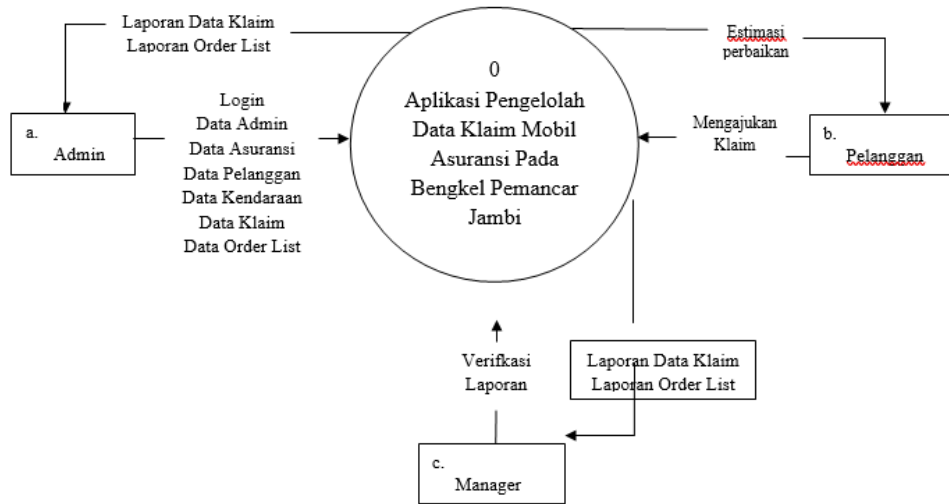 Laporan Data Klaim
Laporan Order List
Estimasi
perbaikan
0
Aplikasi Pengelolah
Data Klaim Mobil
Asuransi Pada
Bengkel Pemancar
Jambi
a.
Admin
Login
Data Admin
Data Asuransi
Data Pelanggan
Data Kendaraan
Data Klaim
Data Order List
Mengajukan
Klaim
b.
Pelanggan
Verifkasi
Laporan
Laporan Data Klaim
Laporan Order List
c.
Manager